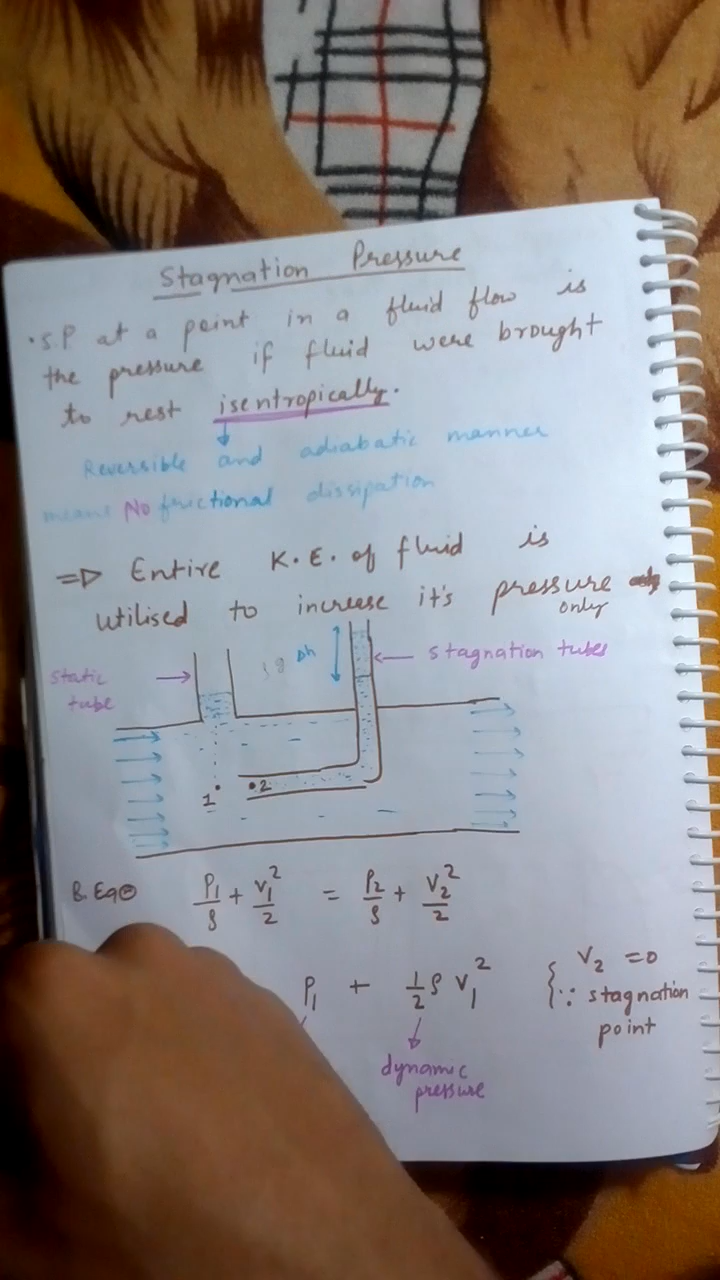 Stagnation Pressure
• S.P at a point in a fluid flow is
the pressure if fluid were brought
to rest isentropically.
Reversible and adiabatic manner
means No frictional dissipation
⇒ Entire K.E. of fluid is
utilised to increase it's pressure
only
Δh
← stagnation tubes
static →
tube
1 • • 2
B. Eqⁿ P₁/ρ + V₁²/2 = P₂/ρ + V₂²/2
P₁ + 1/2 ρ V₁² { ∵ V₂ = 0
stagnation
point
dynamic
pressure